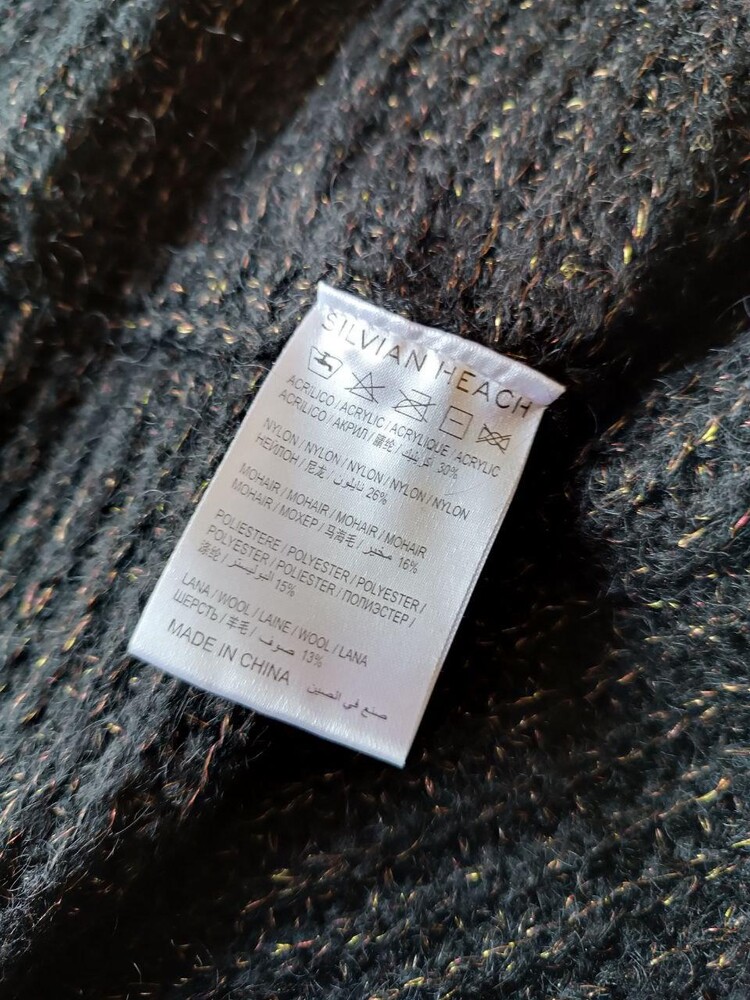 SILVIAN HEACH
ACRILICO / ACRYLIC / ACRYLIQUE / ACRYLIC
ACRILICO / АКРИЛ / 腈纶 / أكريليك 30%
NYLON / NYLON / NYLON / NYLON / NYLON
НЕЙЛОН / 尼龙 / نايلون 26%
MOHAIR / MOHAIR / MOHAIR / MOHAIR
MOHAIR / МОХЕР / 马海毛 / مخير 16%
POLIESTERE / POLYESTER / POLYESTER /
POLYESTER / POLIESTER / ПОЛИЭСТЕР /
涤纶 / البوليستر 15%
LANA / WOOL / LAINE / WOOL / LANA
ШЕРСТЬ / 羊毛 / صوف 13%
MADE IN CHINA صنع في الصين